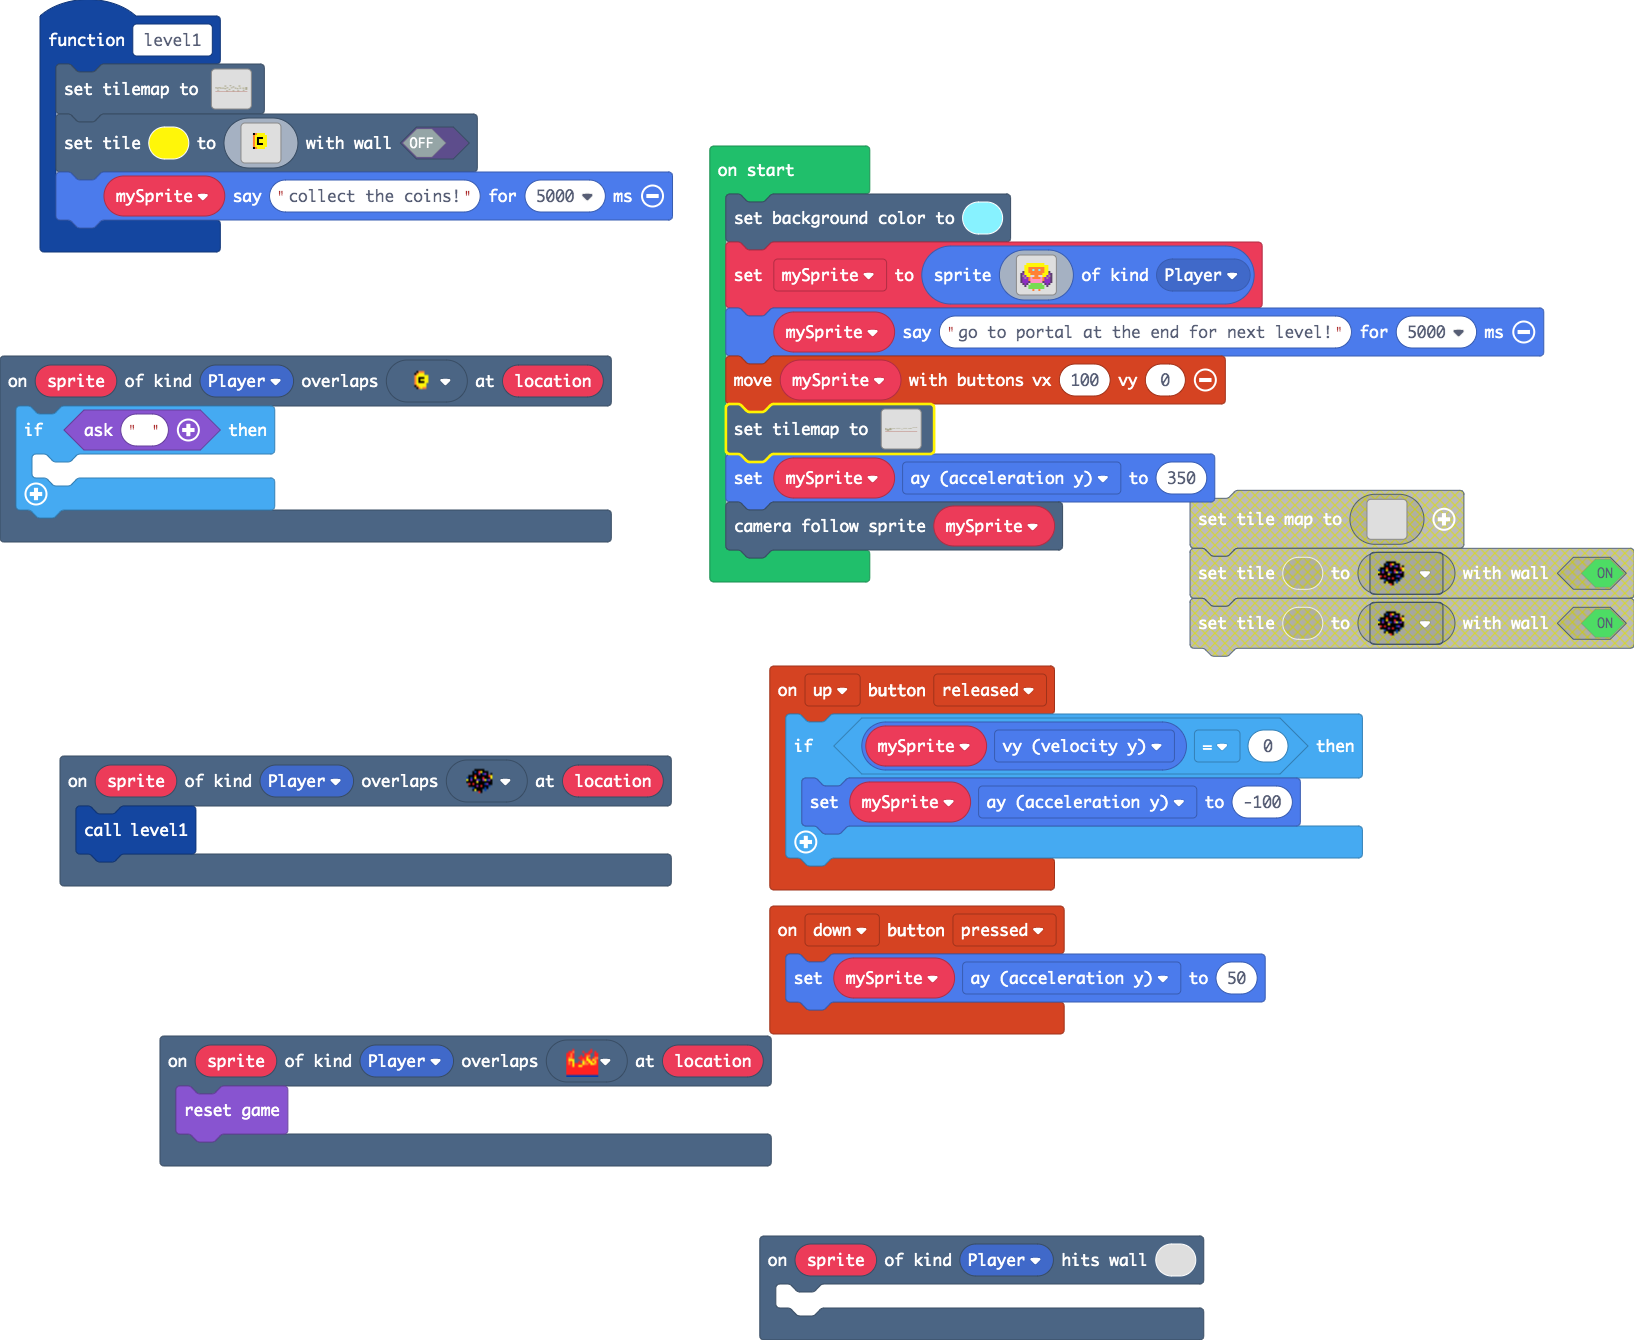 function level1
set tilemap to
set tile to C with wall OFF
mySprite say "collect the coins!" for 5000 ms
on start
set background color to
set mySprite to sprite of kind Player
mySprite say "go to portal at the end for next level!" for 5000 ms
move mySprite with buttons vx 100 vy 0
set tilemap to
set mySprite ay (acceleration y) to 350
camera follow sprite mySprite
on sprite of kind Player overlaps C at location
if ask " " then
set tile map to
set tile to with wall ON
set tile to with wall ON
on up button released
if mySprite vy (velocity y) = 0 then
set mySprite ay (acceleration y) to -100
on sprite of kind Player overlaps at location
call level1
on down button pressed
set mySprite ay (acceleration y) to 50
on sprite of kind Player overlaps at location
reset game
on sprite of kind Player hits wall